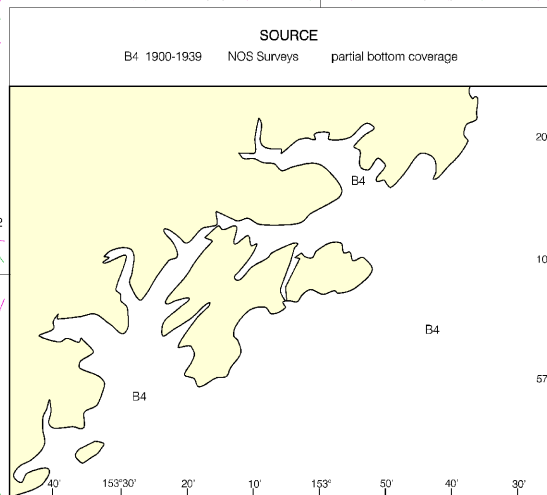 SOURCE
B4 1900-1939 NOS Surveys partial bottom coverage
20
B4
10
B4
57
B4
40' 153°30' 20' 10' 153° 50' 40' 30'